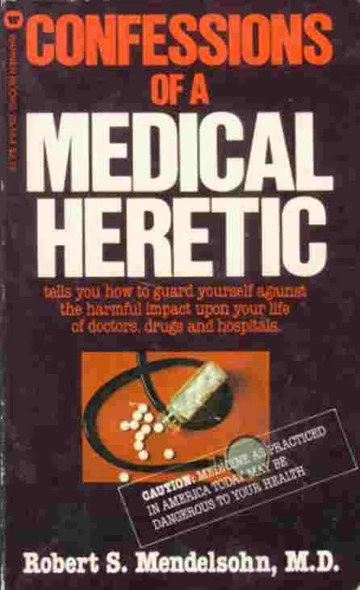 CONFESSIONS
OF A
MEDICAL
HERETIC
tells you how to guard yourself against
the harmful impact upon your life
of doctors, drugs and hospitals.
CAUTION: MEDICINE AS PRACTICED
IN AMERICA TODAY MAY BE
DANGEROUS TO YOUR HEALTH
Robert S. Mendelsohn, M.D.